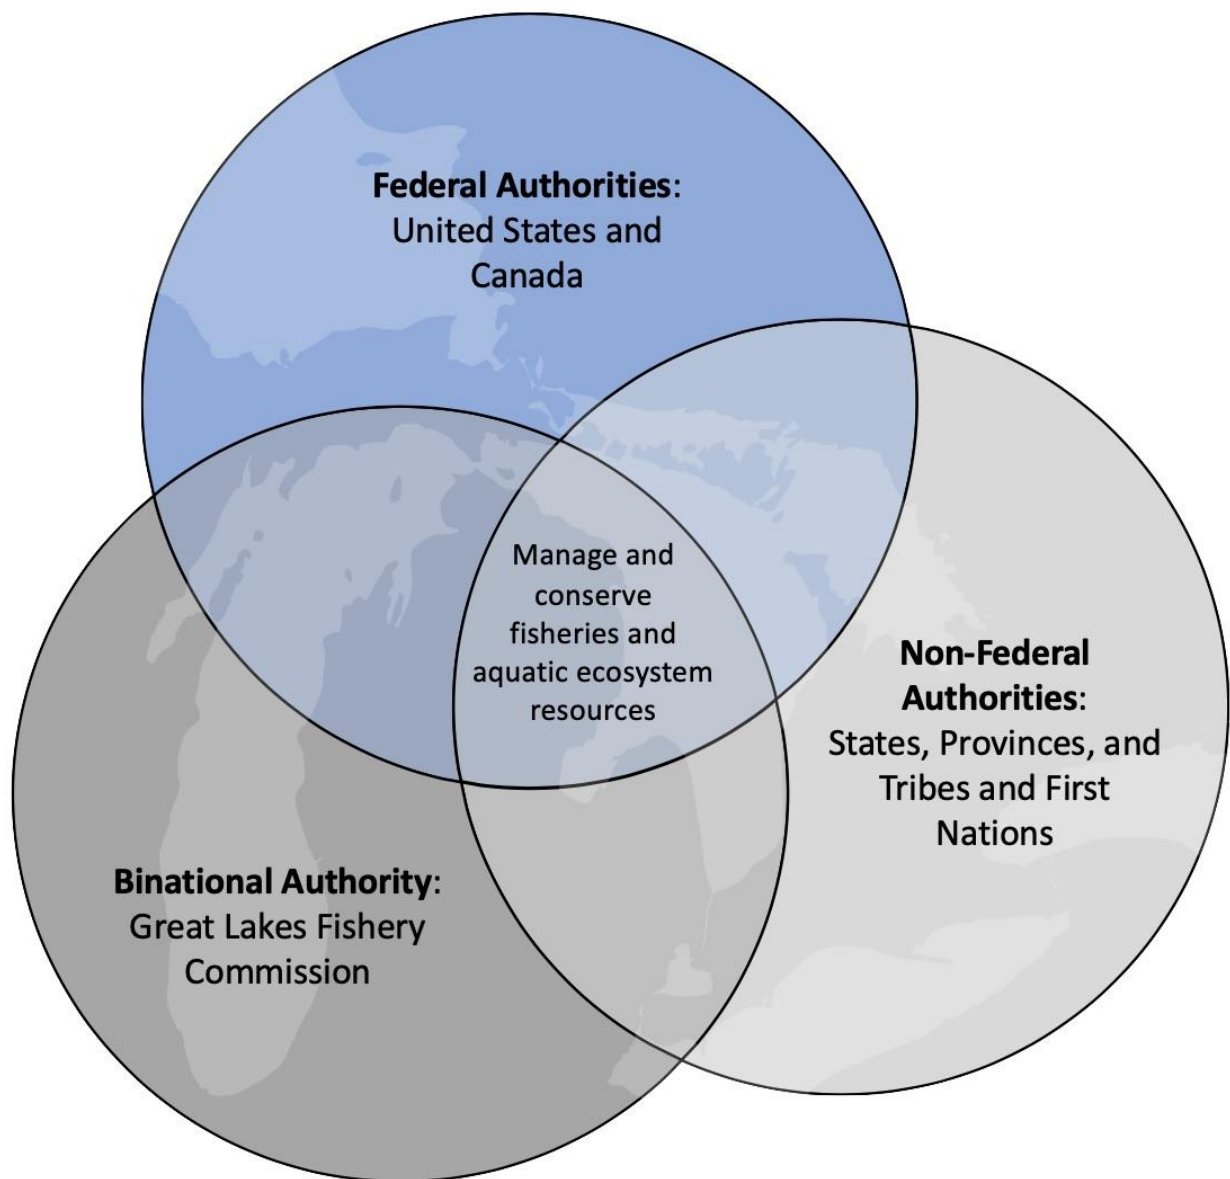 Federal Authorities:
United States and
Canada
Manage and
conserve
fisheries and
aquatic ecosystem
resources
Non-Federal
Authorities:
States, Provinces, and
Tribes and First
Nations
Binational Authority:
Great Lakes Fishery
Commission